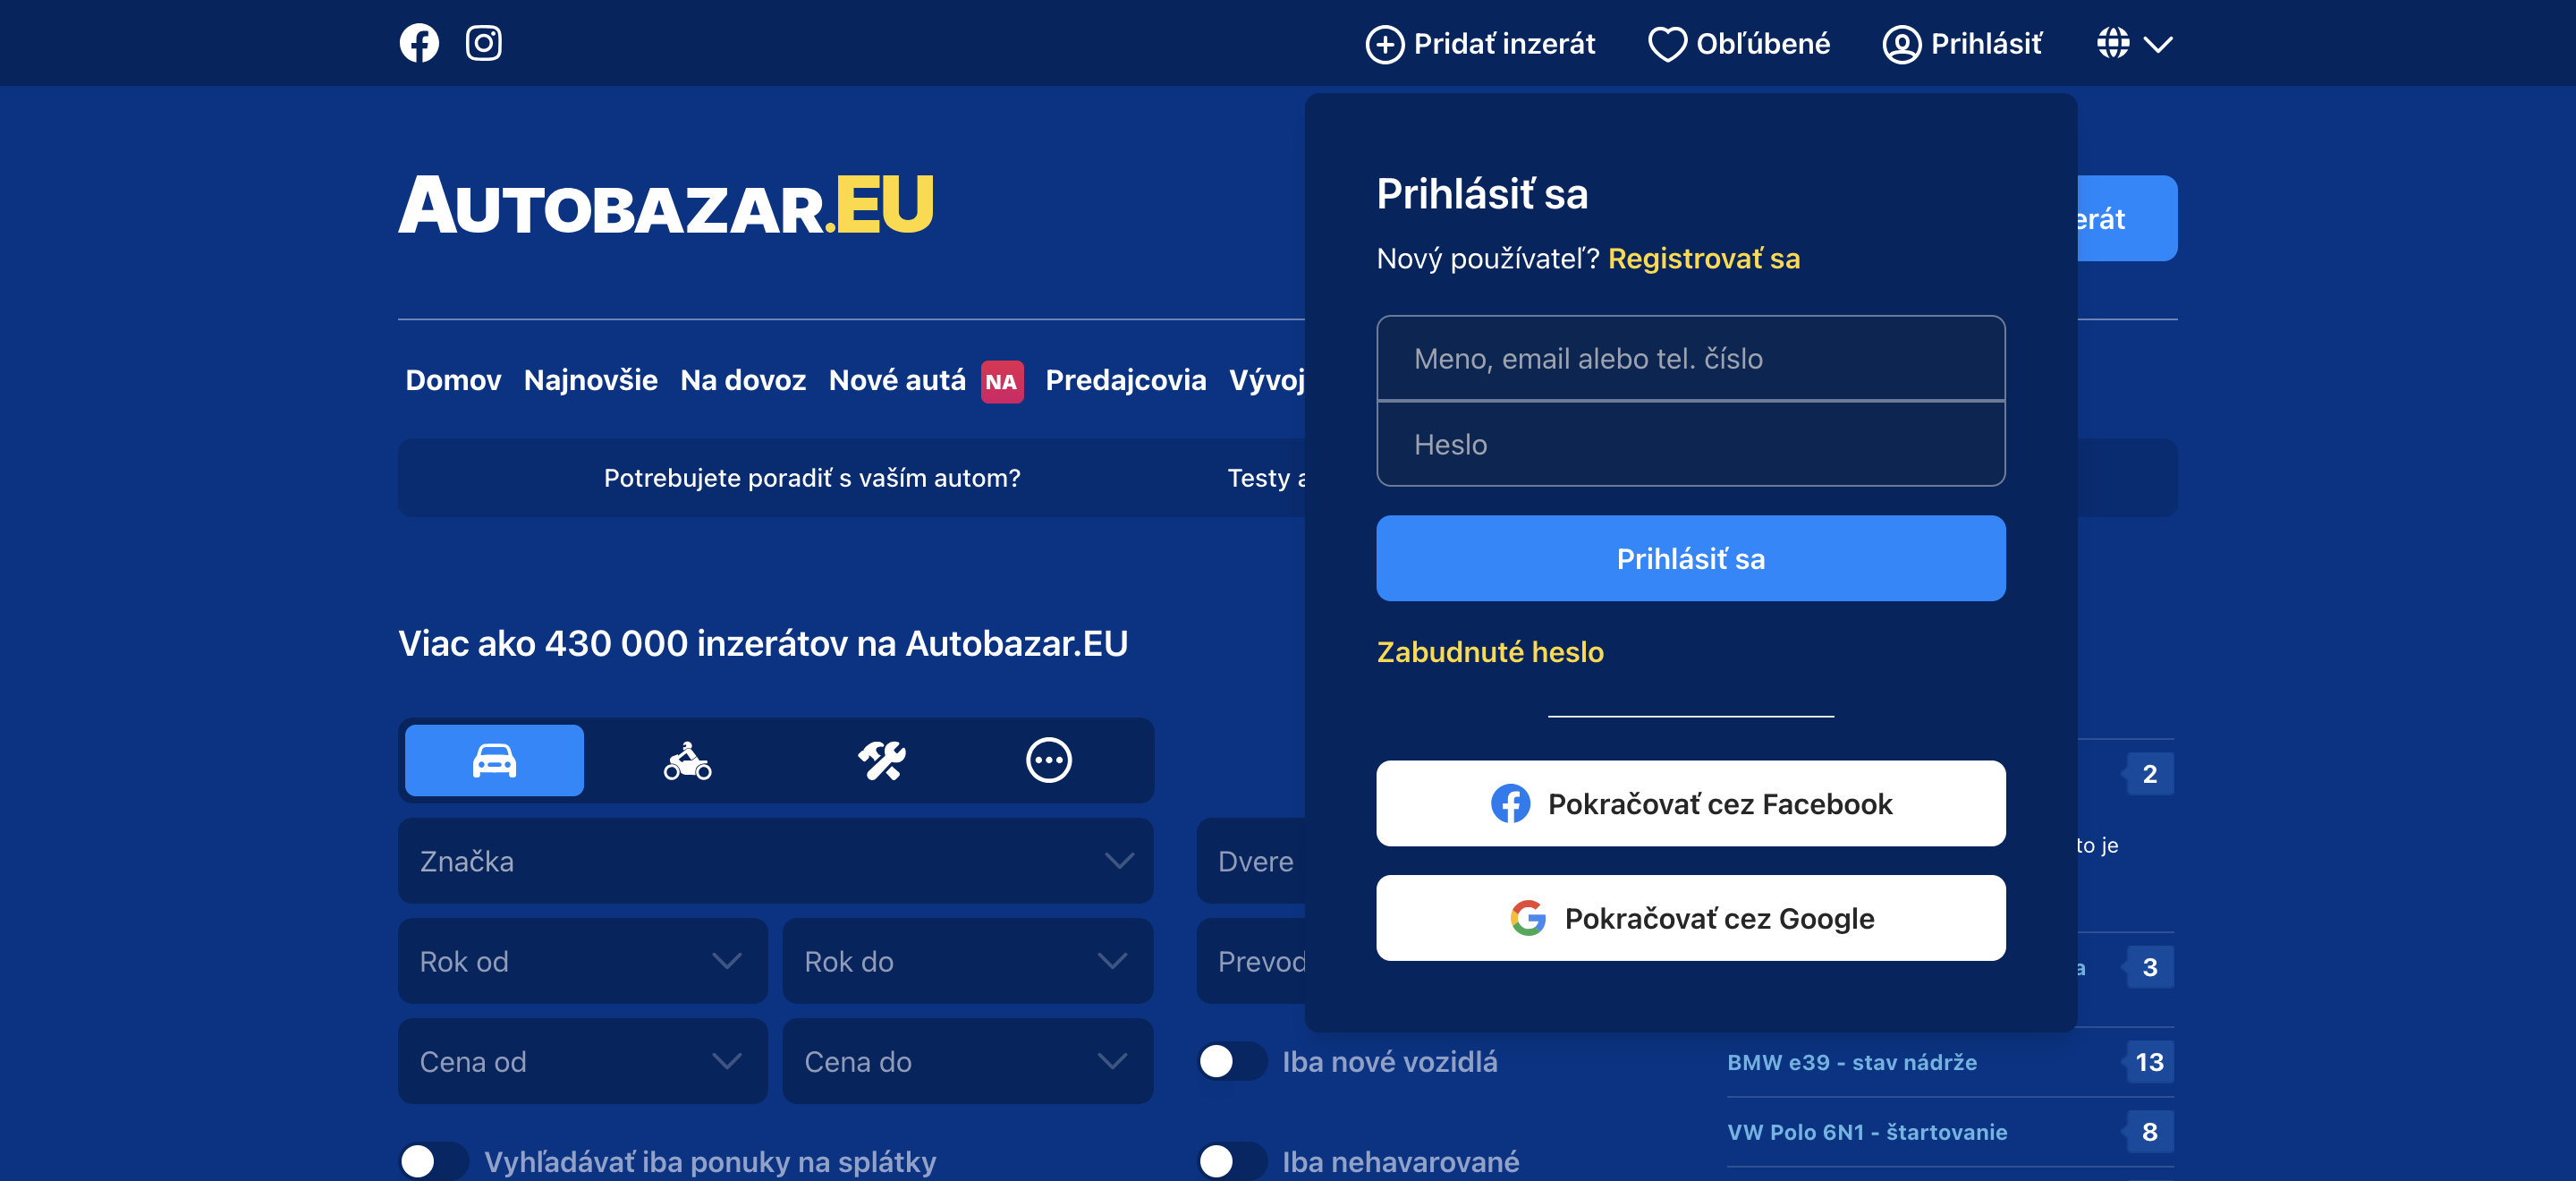 Pridať inzerát Obľúbené Prihlásiť
AUTOBAZAR.EU
Prihlásiť sa
Nový používateľ? Registrovať sa
Meno, email alebo tel. číslo
Heslo
Prihlásiť sa
Zabudnuté heslo
Pokračovať cez Facebook
Pokračovať cez Google
erát
Domov Najnovšie Na dovoz Nové autá NA Predajcovia Vývoj
Potrebujete poradiť s vaším autom? Testy a
Viac ako 430 000 inzerátov na Autobazar.EU
Značka
Dvere
Rok od
Rok do
Prevod
Cena od
Cena do
Iba nové vozidlá
Vyhľadávať iba ponuky na splátky
Iba nehavarované
2
to je
a 3
BMW e39 - stav nádrže 13
VW Polo 6N1 - štartovanie 8